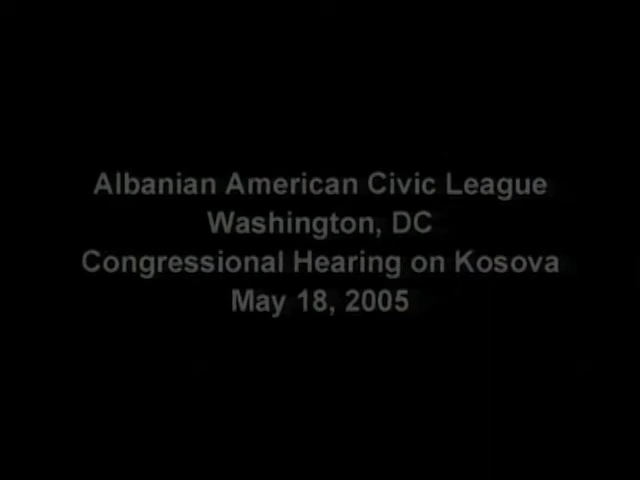 Albanian American Civic League
Washington, DC
Congressional Hearing on Kosova
May 18, 2005